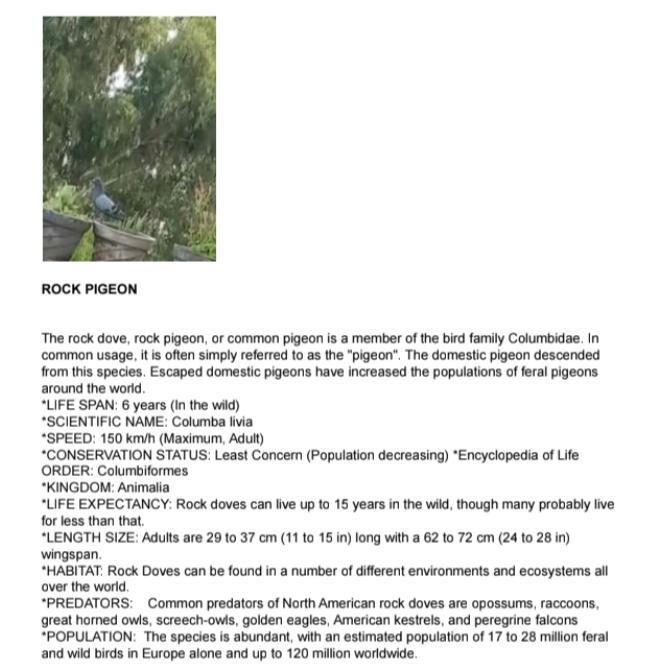 ROCK PIGEON
The rock dove, rock pigeon, or common pigeon is a member of the bird family Columbidae. In
common usage, it is often simply referred to as the "pigeon". The domestic pigeon descended
from this species. Escaped domestic pigeons have increased the populations of feral pigeons
around the world.
*LIFE SPAN: 6 years (In the wild)
*SCIENTIFIC NAME: Columba livia
*SPEED: 150 km/h (Maximum, Adult)
*CONSERVATION STATUS: Least Concern (Population decreasing) *Encyclopedia of Life
ORDER: Columbiformes
*KINGDOM: Animalia
*LIFE EXPECTANCY: Rock doves can live up to 15 years in the wild, though many probably live
for less than that.
*LENGTH SIZE: Adults are 29 to 37 cm (11 to 15 in) long with a 62 to 72 cm (24 to 28 in)
wingspan.
*HABITAT: Rock Doves can be found in a number of different environments and ecosystems all
over the world.
*PREDATORS: Common predators of North American rock doves are opossums, raccoons,
great horned owls, screech-owls, golden eagles, American kestrels, and peregrine falcons
*POPULATION: The species is abundant, with an estimated population of 17 to 28 million feral
and wild birds in Europe alone and up to 120 million worldwide.